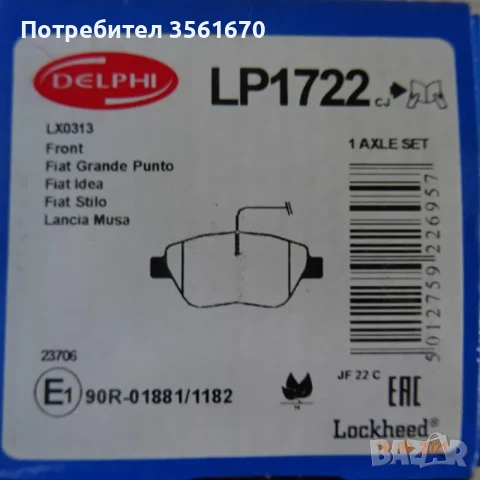 Потребител 3561670
DELPHI
LP1722 CJ
LX0313
Front
Fiat Grande Punto
Fiat Idea
Fiat Stilo
Lancia Musa
1 AXLE SET
5012759226957
23706
E1 90R-01881/1182
JF 22 C
EAC
Lockheed®
BAZAR